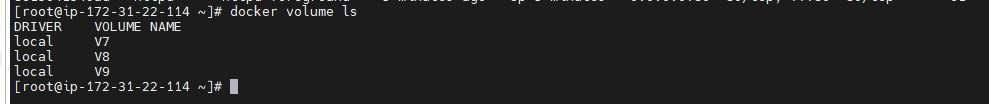 [root@ip-172-31-22-114 ~]# docker volume ls
DRIVER    VOLUME NAME
local     V7
local     V8
local     V9
[root@ip-172-31-22-114 ~]#